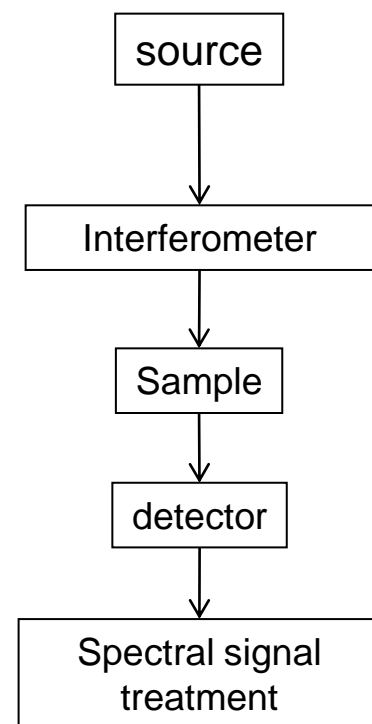 source
Interferometer
Sample
detector
Spectral signal
treatment